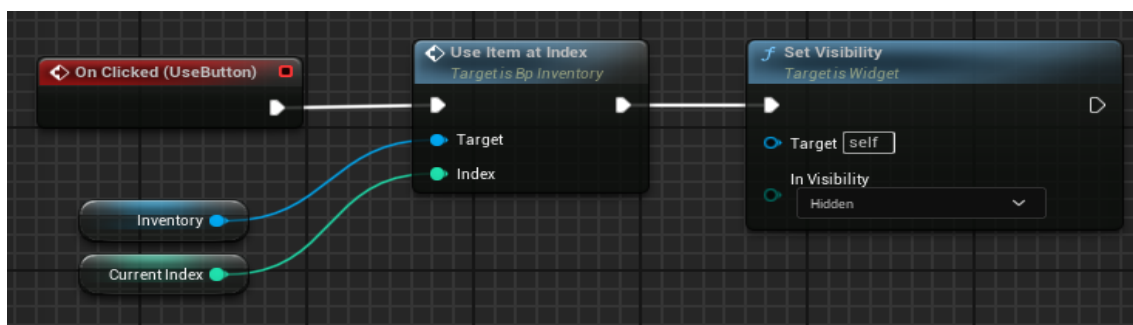 On Clicked (UseButton)
Use Item at Index
Target is Bp Inventory
Target
Index
Inventory
Current Index
Set Visibility
Target is Widget
Target self
In Visibility
Hidden